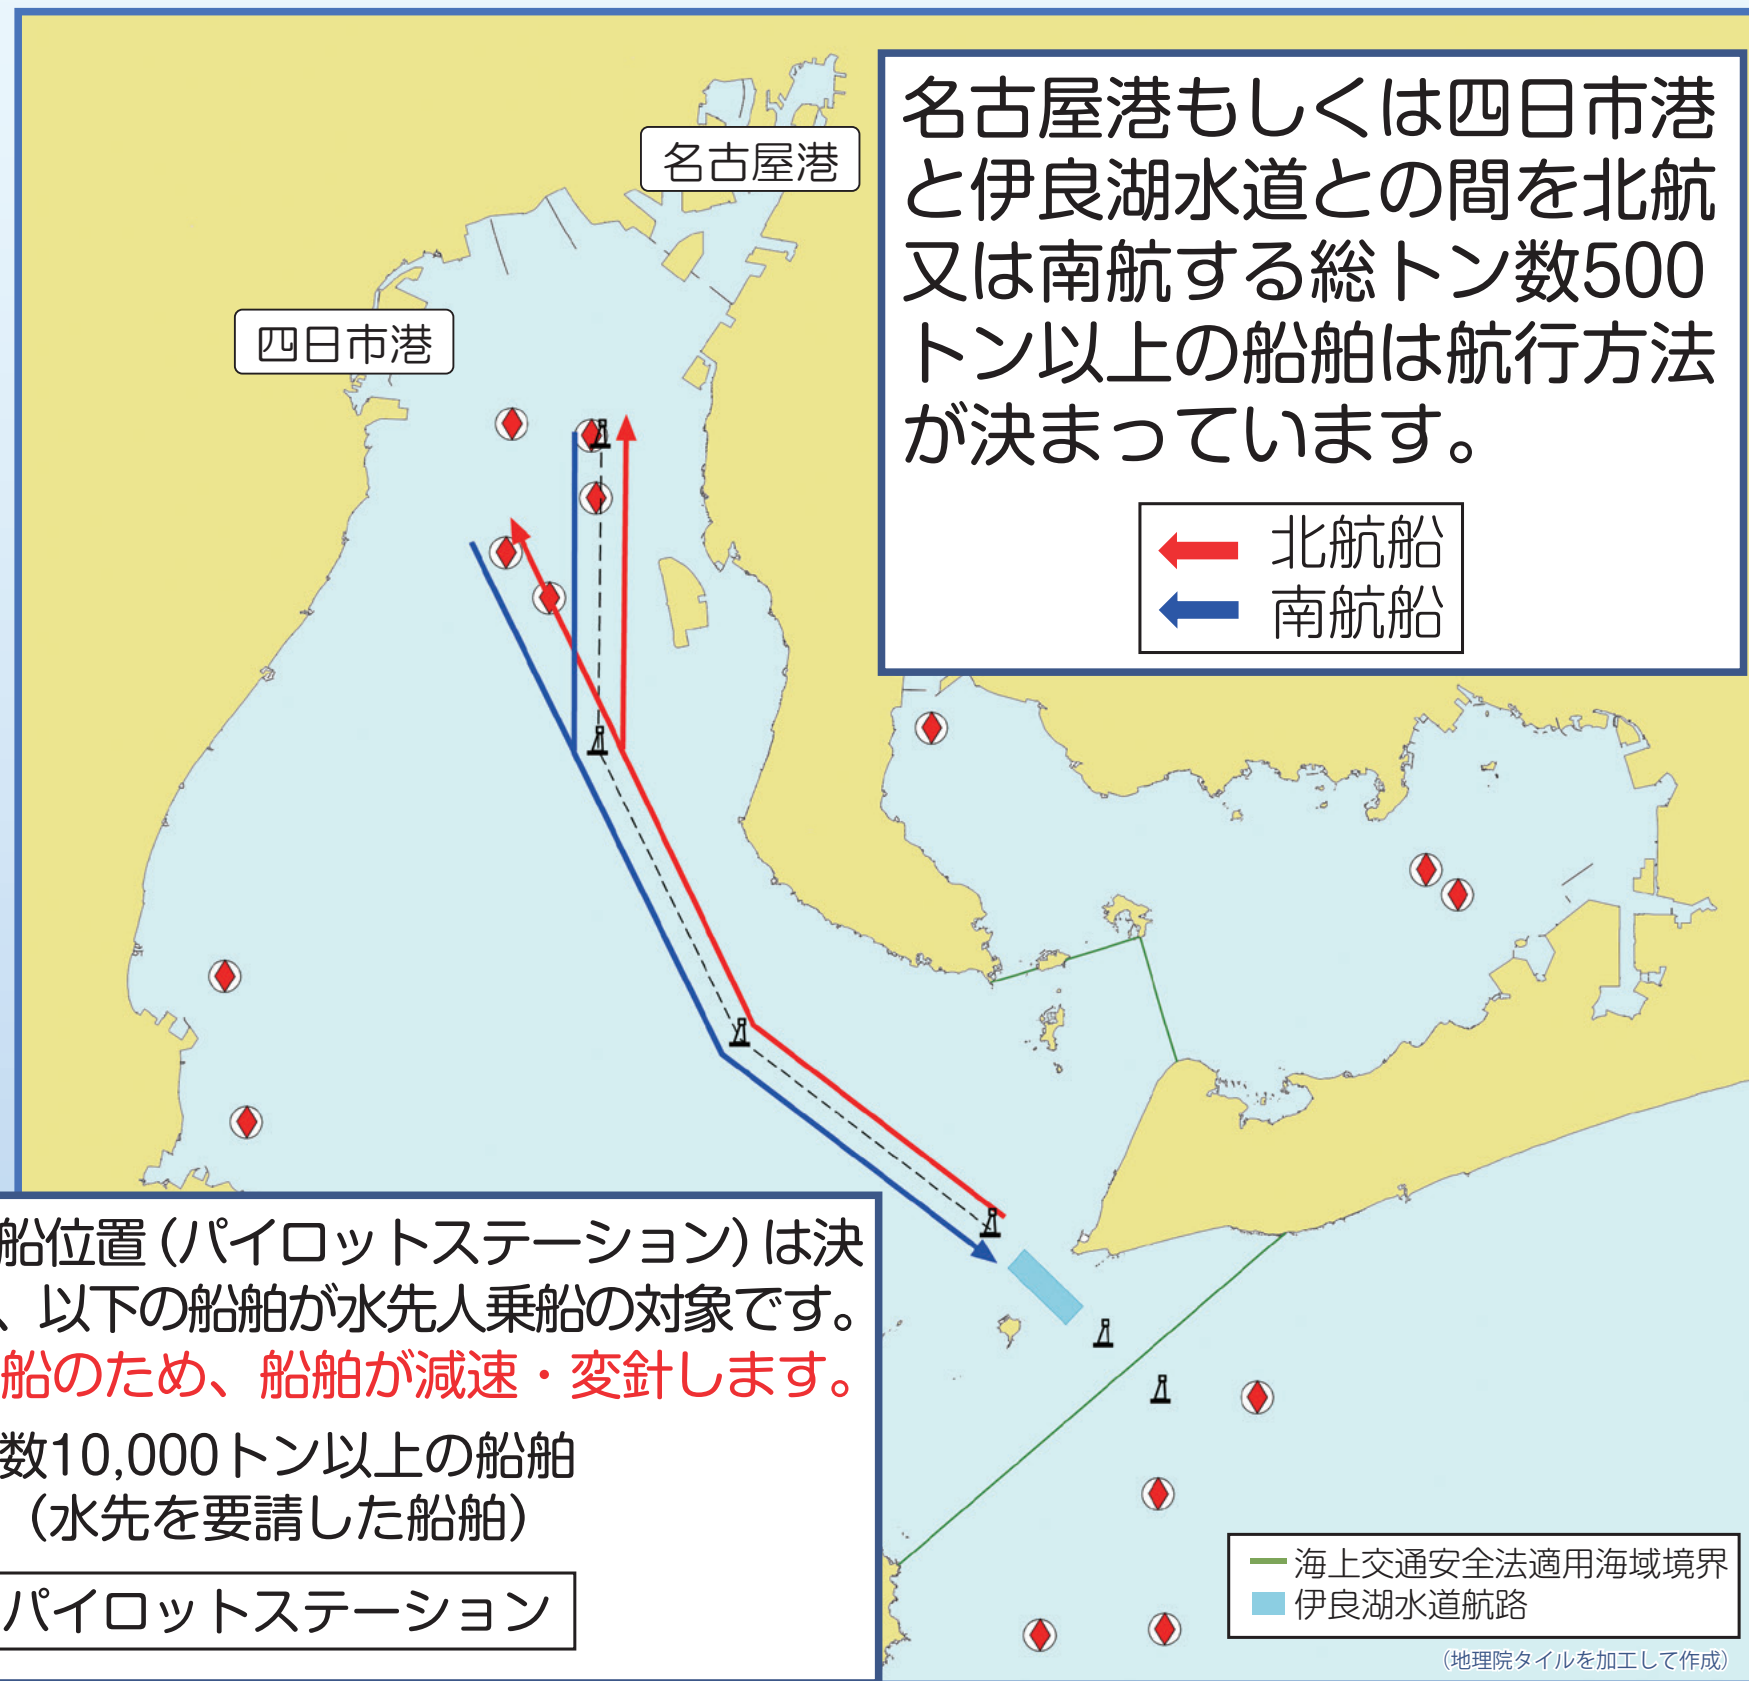 名古屋港
四日市港
名古屋港もしくは四日市港
と伊良湖水道との間を北航
又は南航する総トン数500
トン以上の船舶は航行方法
が決まっています。
北航船
南航船
船位置(パイロットステーション)は決
、以下の船舶が水先人乗船の対象です。
船のため、船舶が減速・変針します。
数10,000トン以上の船舶
(水先を要請した船舶)
パイロットステーション
海上交通安全法適用海域境界
伊良湖水道航路
(地理院タイルを加工して作成)